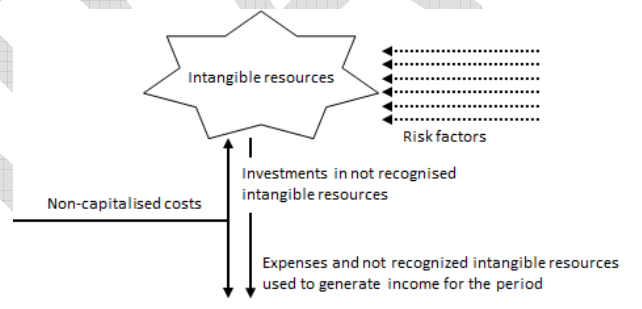 Intangible resources
Risk factors
Investments in not recognised
intangible resources
Non-capitalised costs
Expenses and not recognized intangible resources
used to generate income for the period